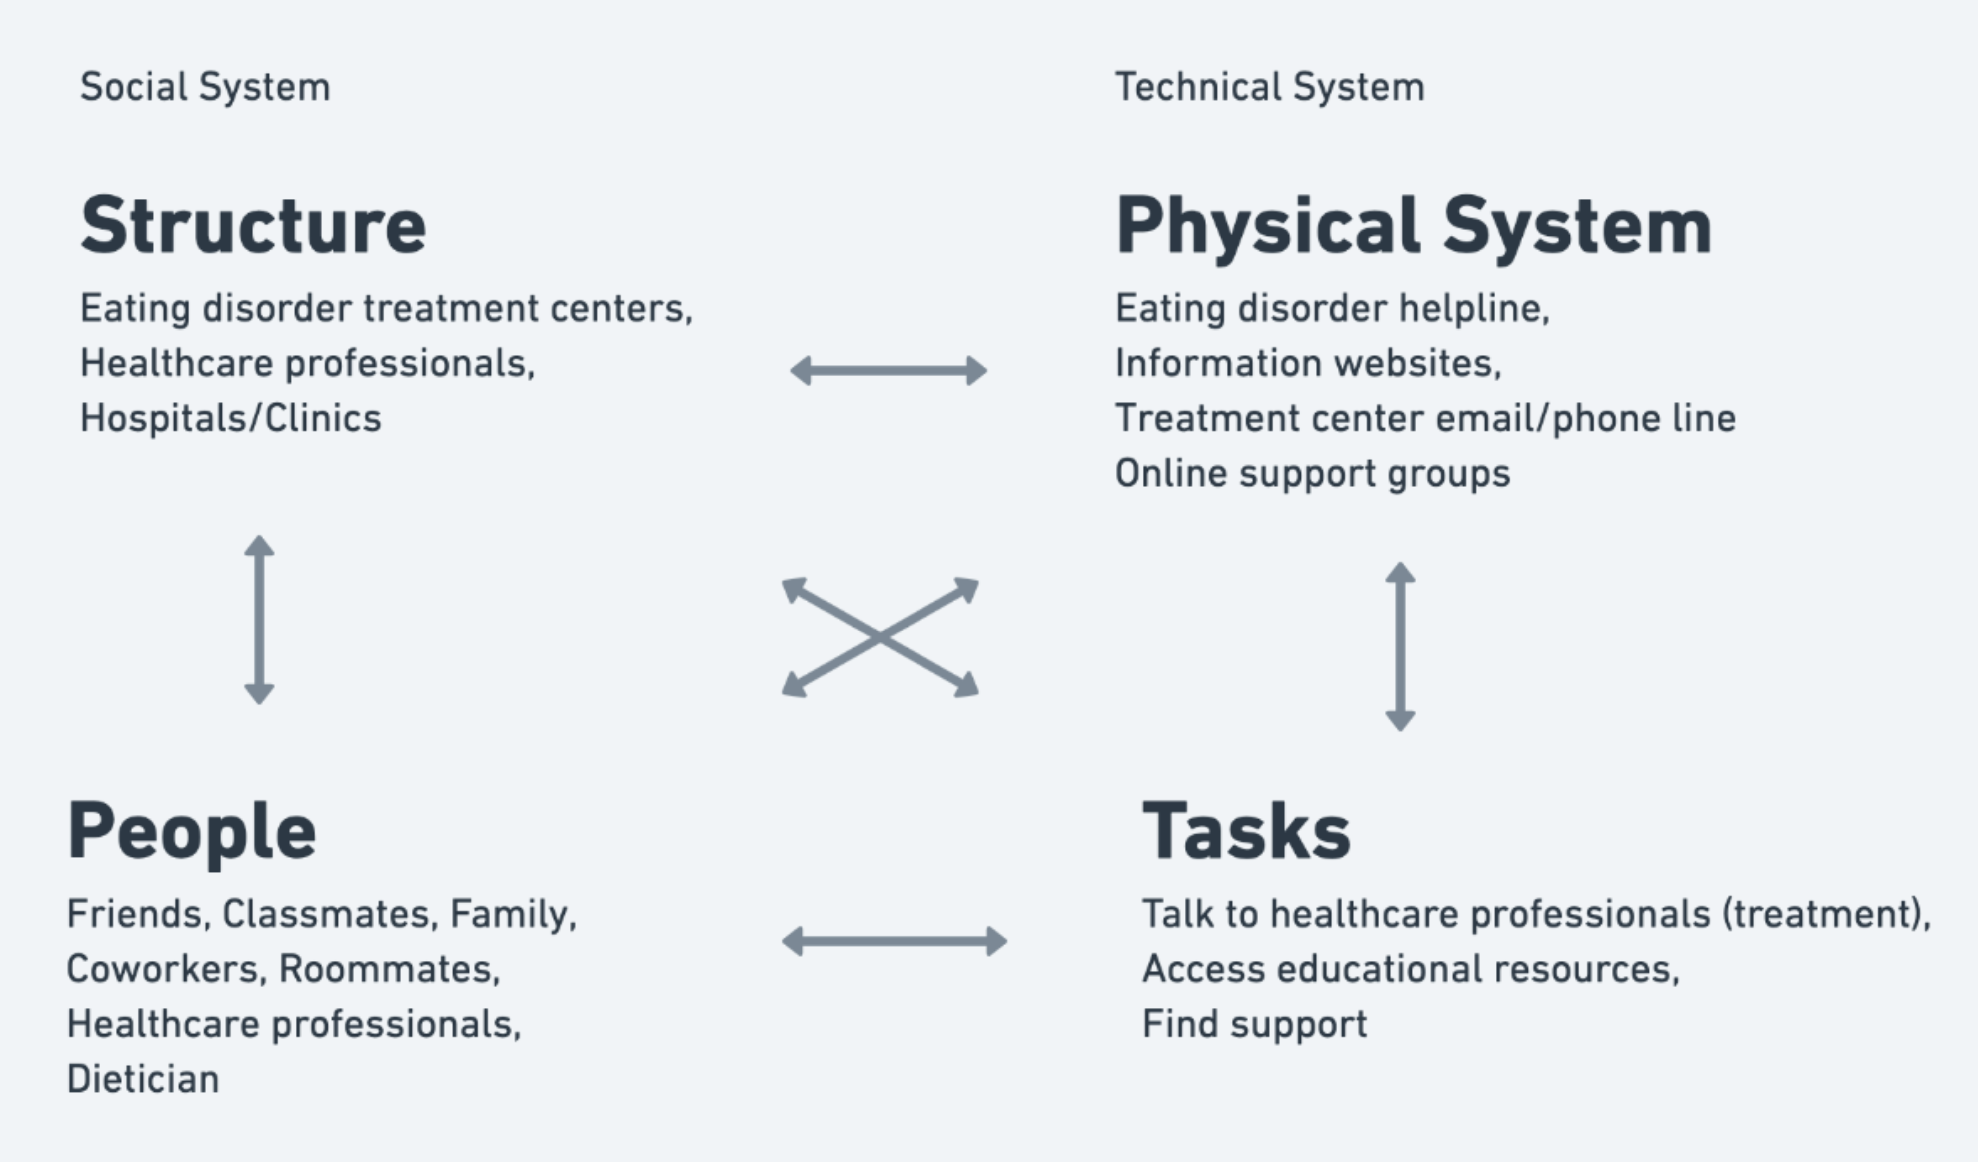 Social System
Technical System
Structure
Eating disorder treatment centers,
Healthcare professionals,
Hospitals/Clinics
Physical System
Eating disorder helpline,
Information websites,
Treatment center email/phone line
Online support groups
People
Friends, Classmates, Family,
Coworkers, Roommates,
Healthcare professionals,
Dietician
Tasks
Talk to healthcare professionals (treatment),
Access educational resources,
Find support